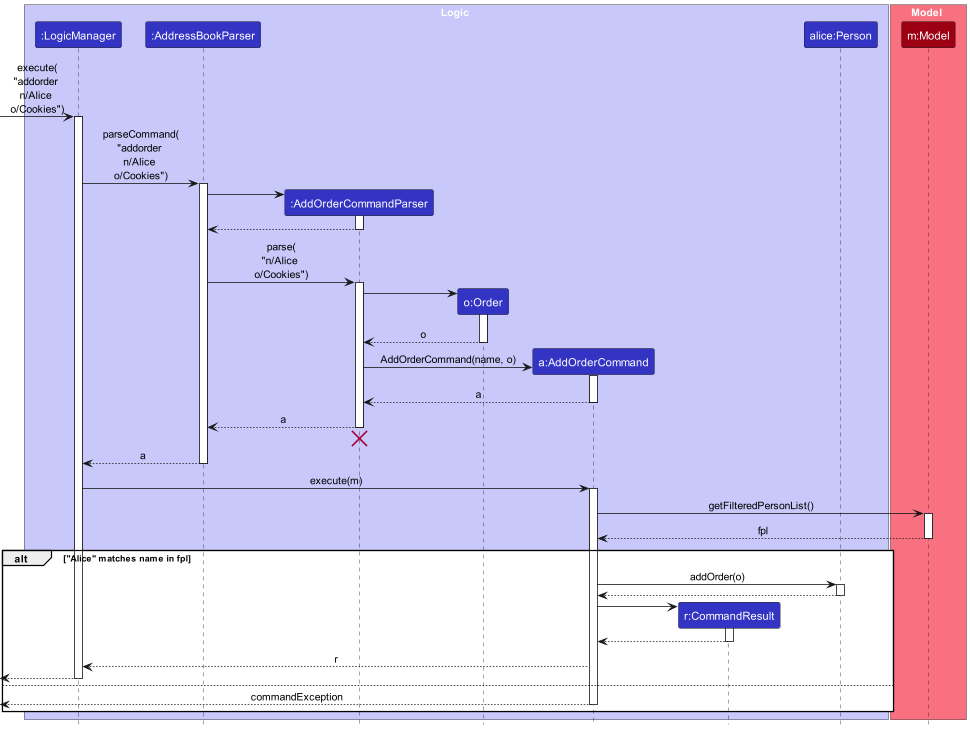 Logic
Model
:LogicManager
:AddressBookParser
alice:Person
m:Model
execute(
"addorder
n/Alice
o/Cookies")
parseCommand(
"addorder
n/Alice
o/Cookies")
:AddOrderCommandParser
parse(
"n/Alice
o/Cookies")
o:Order
o
AddOrderCommand(name, o)
a:AddOrderCommand
a
a
a
execute(m)
getFilteredPersonList()
fpl
alt
["Alice" matches name in fpl]
addOrder(o)
r:CommandResult
r
commandException